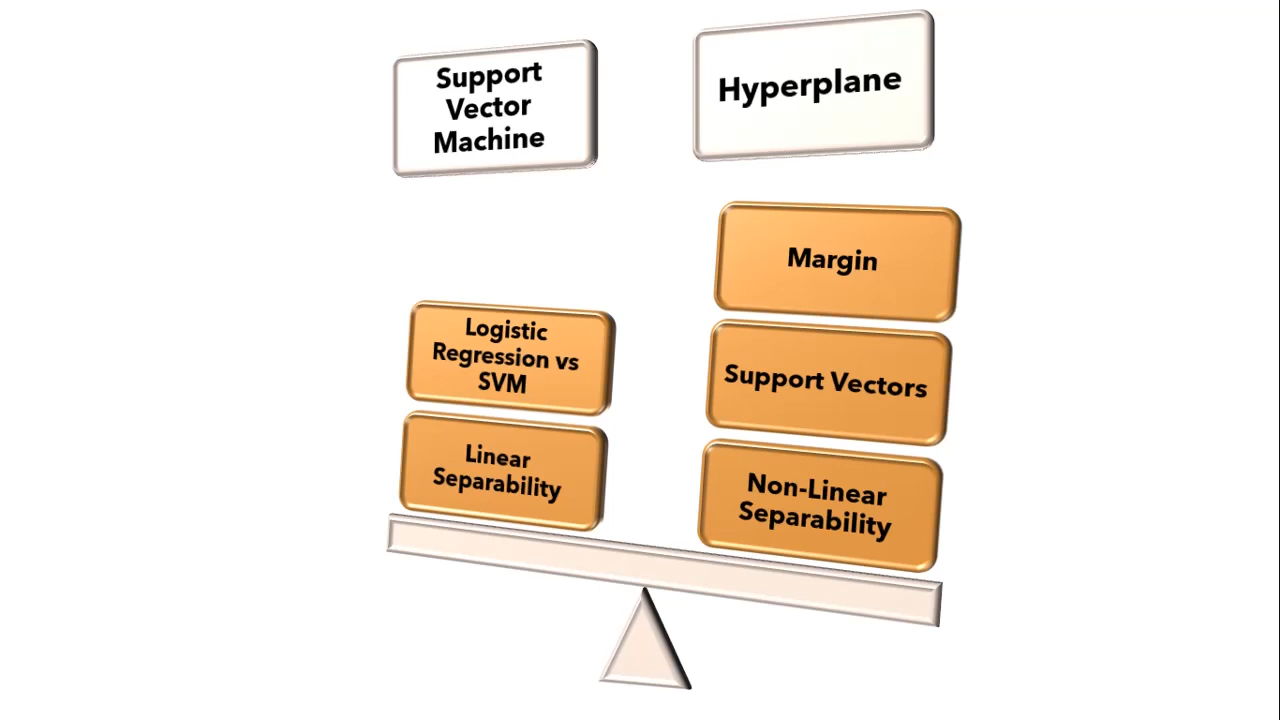 Support
Vector
Machine
Hyperplane
Margin
Logistic
Regression vs
SVM
Support Vectors
Linear
Separability
Non-Linear
Separability